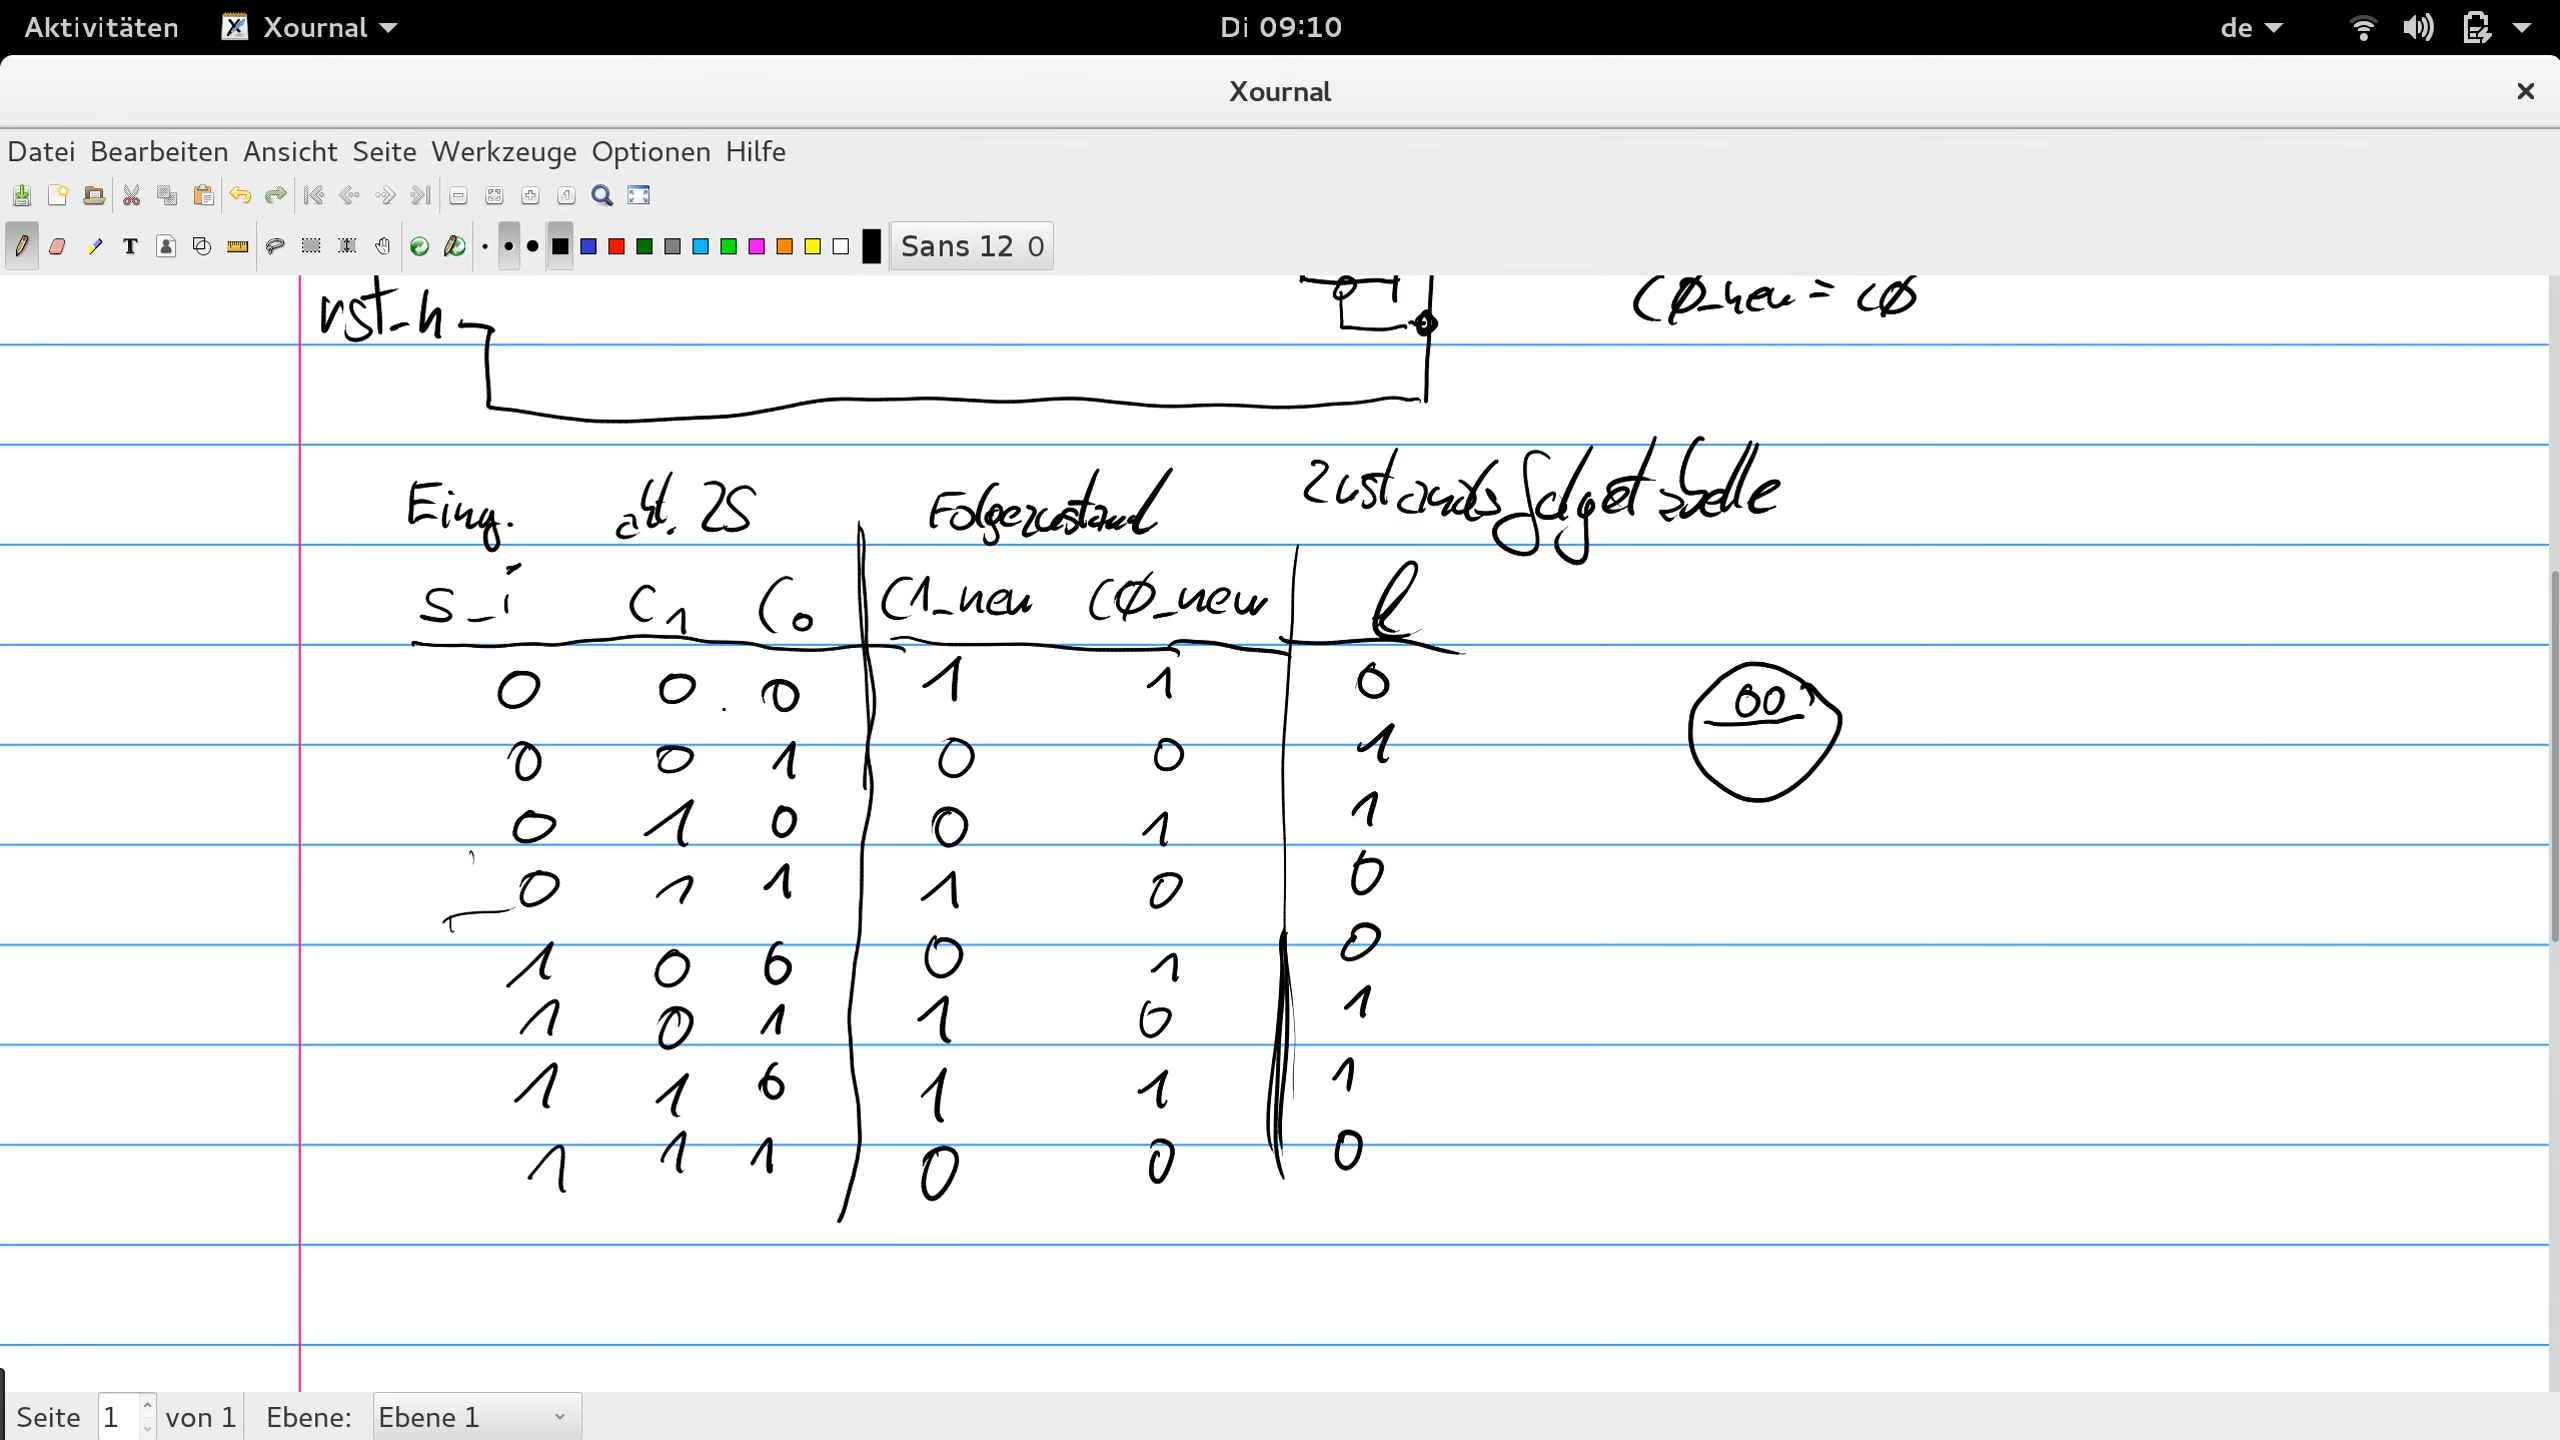 Aktivitäten Xournal Di 09:10 de
Xournal
Datei Bearbeiten Ansicht Seite Werkzeuge Optionen Hilfe
Sans 12 0
rst_n
CØ_neu = cØ
Eing. akt. ZS Folgezustand Zustandsfolgetabelle
s_i C1 C0 C1_neu CØ_neu l
0 0 0 1 1 0
00
0 0 1 0 0 1
0 1 0 0 1 1
0 1 1 1 0 0
1 0 0 0 1 0
1 0 1 1 0 1
1 1 0 1 1 1
1 1 1 0 0 0
Seite 1 von 1 Ebene: Ebene 1